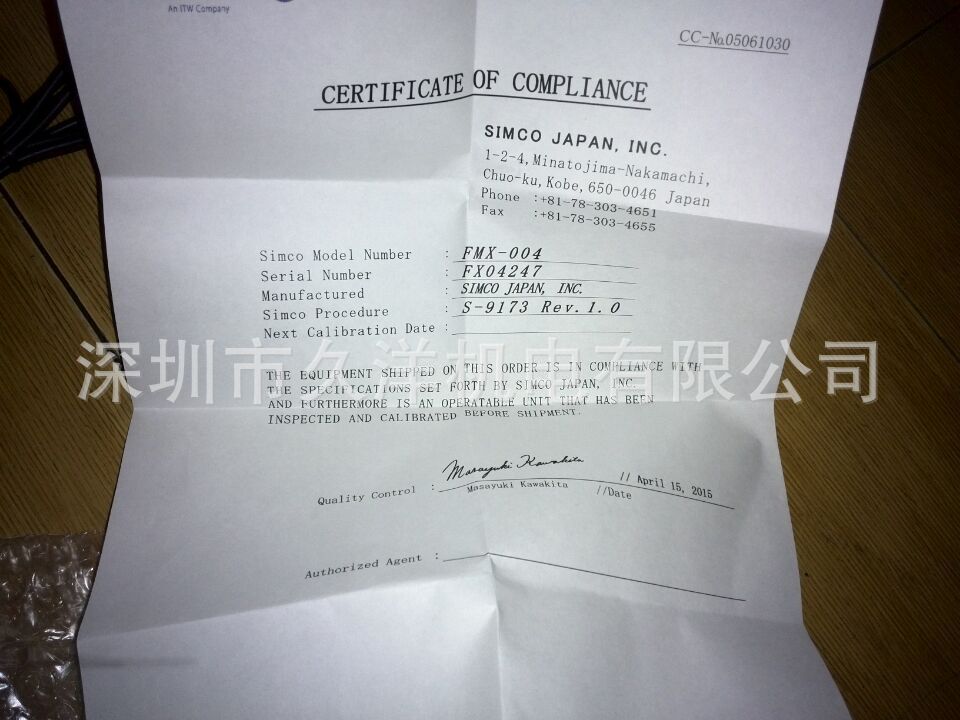 An ITW Company
CC-No.05061030
CERTIFICATE OF COMPLIANCE
SIMCO JAPAN, INC.
1-2-4, Minatojima-Nakamachi,
Chuo-ku, Kobe, 650-0046 Japan
Phone :+81-78-303-4651
Fax :+81-78-303-4655
Simco Model Number : FMX-004
Serial Number : FX04247
Manufactured : SIMCO JAPAN, INC.
Simco Procedure : S-9173 Rev.1.0
Next Calibration Date :
深圳市久洋机电有限公司
THE EQUIPMENT SHIPPED ON THIS ORDER IS IN COMPLIANCE WITH
THE SPECIFICATIONS SET FORTH BY SIMCO JAPAN, INC.
AND FURTHERMORE IS AN OPERATABLE UNIT THAT HAS BEEN
INSPECTED AND CALIBRATED BEFORE SHIPMENT.
Masayuki Kawakita // April 15, 2015
Quality Control : Masayuki Kawakita //Date
Authorized Agent :